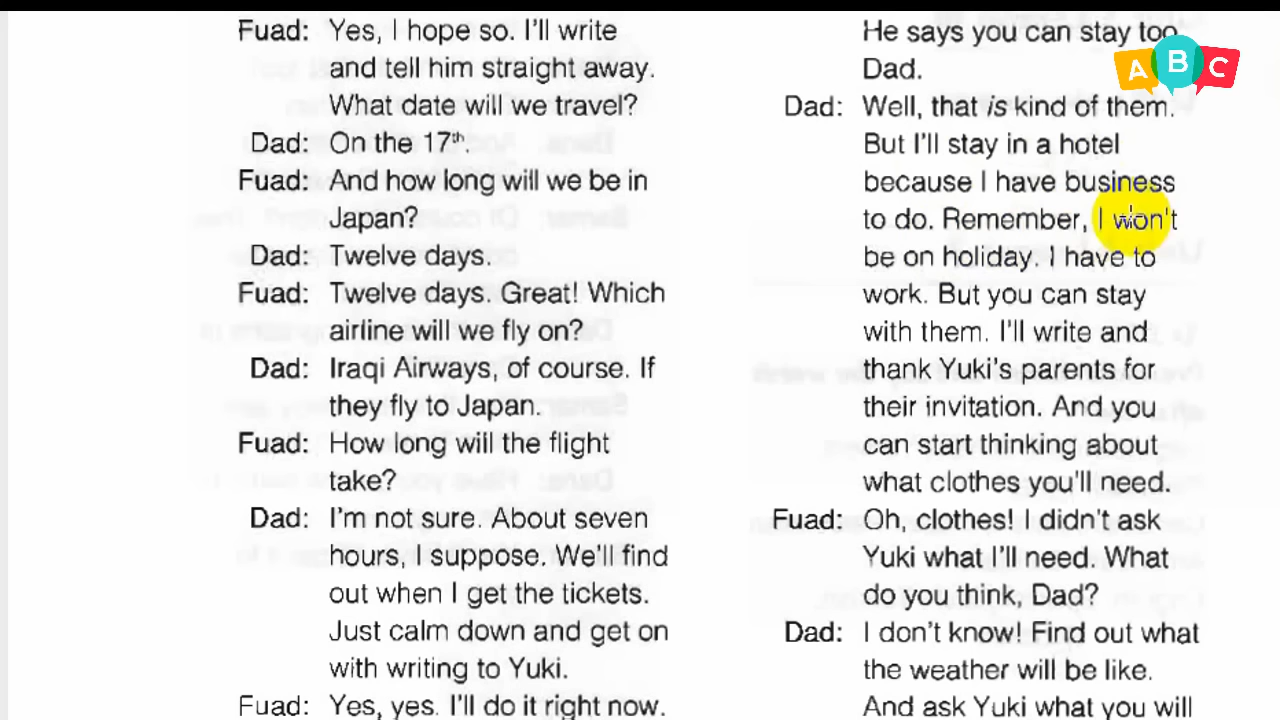 Fuad: Yes, I hope so. I'll write
and tell him straight away.
What date will we travel?
Dad: On the 17th.
Fuad: And how long will we be in
Japan?
Dad: Twelve days.
Fuad: Twelve days. Great! Which
airline will we fly on?
Dad: Iraqi Airways, of course. If
they fly to Japan.
Fuad: How long will the flight
take?
Dad: I'm not sure. About seven
hours, I suppose. We'll find
out when I get the tickets.
Just calm down and get on
with writing to Yuki.
Fuad: Yes, yes. I'll do it right now.
He says you can stay too,
Dad.
Dad: Well, that is kind of them.
But I'll stay in a hotel
because I have business
to do. Remember, I won't
be on holiday. I have to
work. But you can stay
with them. I'll write and
thank Yuki's parents for
their invitation. And you
can start thinking about
what clothes you'll need.
Fuad: Oh, clothes! I didn't ask
Yuki what I'll need. What
do you think, Dad?
Dad: I don't know! Find out what
the weather will be like.
And ask Yuki what you will
A B C